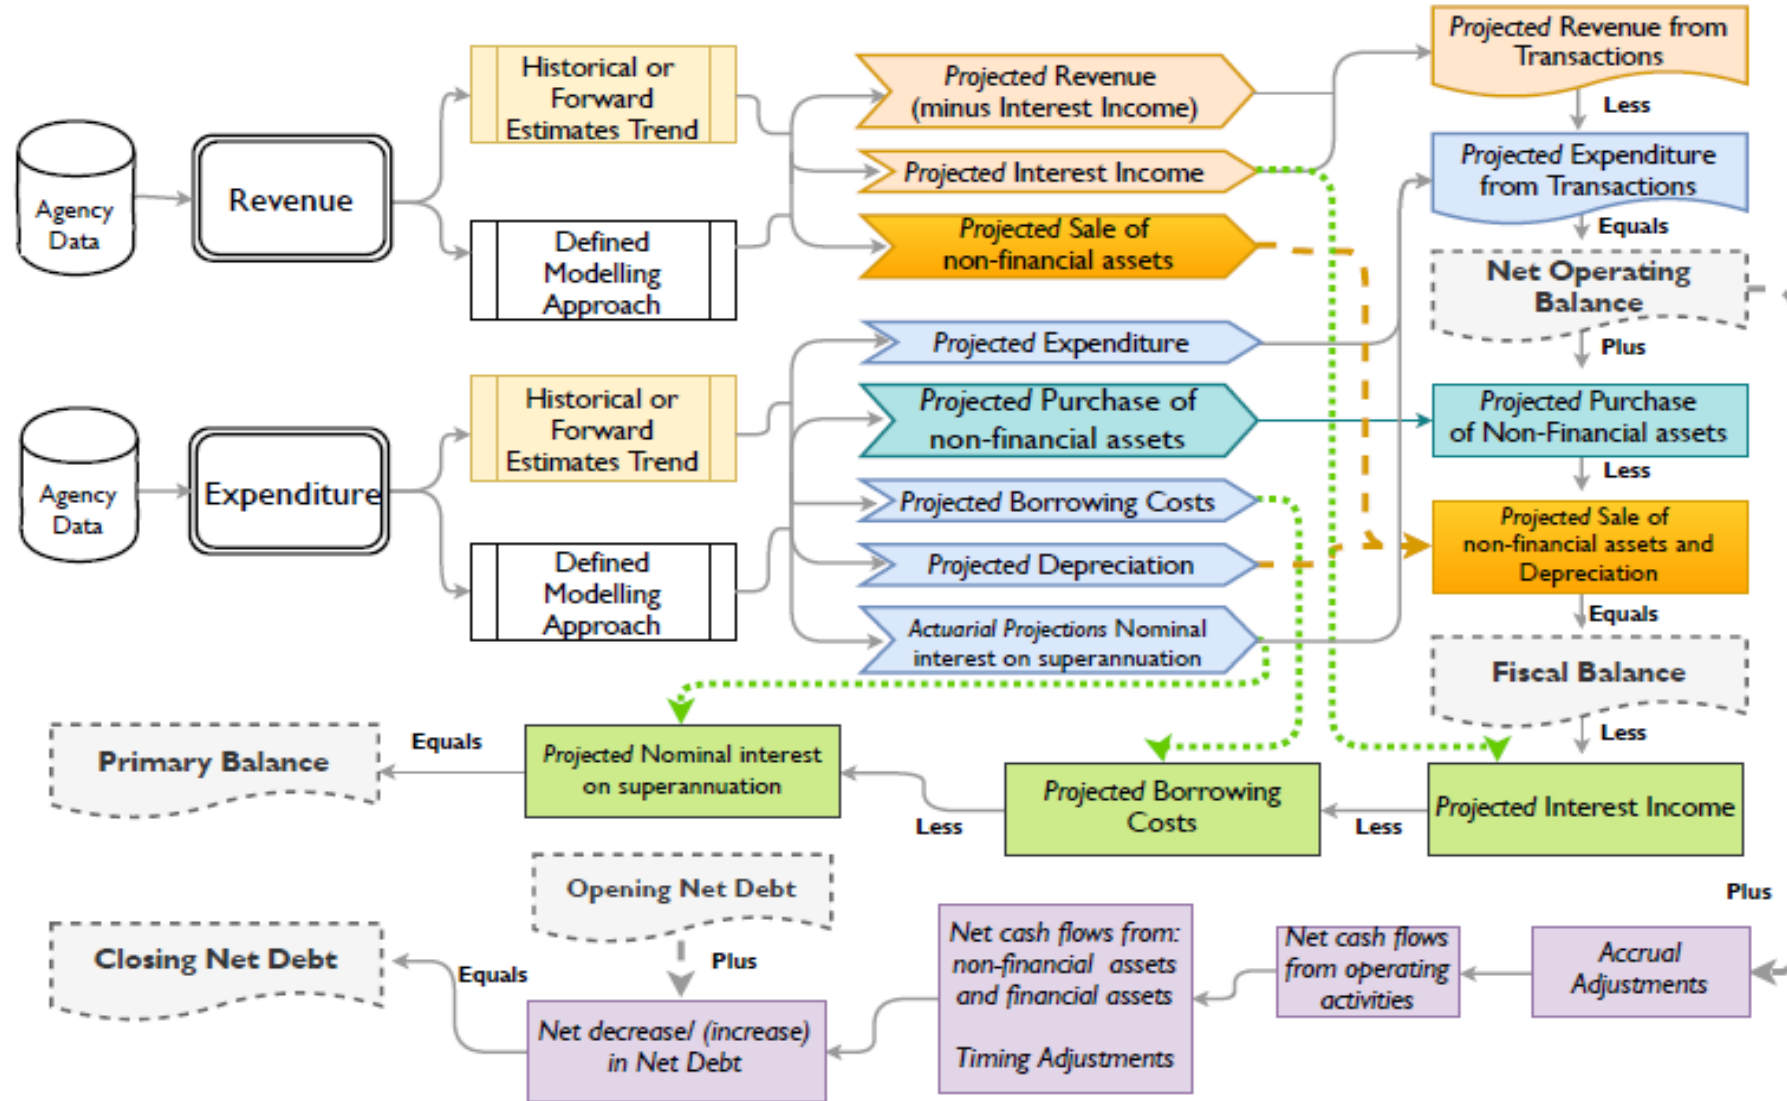 Agency
Data
Revenue
Historical or
Forward
Estimates Trend
Defined
Modelling
Approach
Projected Revenue
(minus Interest Income)
Projected Interest Income
Projected Sale of
non-financial assets
Projected Revenue from
Transactions
Less
Projected Expenditure
from Transactions
Equals
Net Operating
Balance
Plus
Agency
Data
Expenditure
Historical or
Forward
Estimates Trend
Defined
Modelling
Approach
Projected Expenditure
Projected Purchase of
non-financial assets
Projected Borrowing Costs
Projected Depreciation
Actuarial Projections Nominal
interest on superannuation
Projected Purchase
of Non-Financial assets
Less
Projected Sale of
non-financial assets and
Depreciation
Equals
Fiscal Balance
Less
Projected Interest Income
Less
Projected Borrowing
Costs
Less
Projected Nominal interest
on superannuation
Equals
Primary Balance
Plus
Accrual
Adjustments
Net cash flows
from operating
activities
Net cash flows from:
non-financial assets
and financial assets
Timing Adjustments
Opening Net Debt
Plus
Net decrease/ (increase)
in Net Debt
Equals
Closing Net Debt